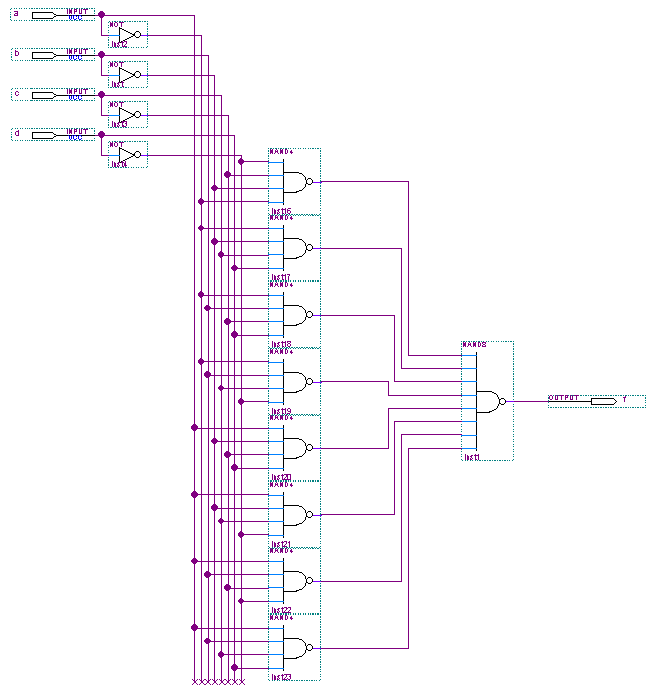 a INPUT
VCC
NOT
inst2
b INPUT
VCC
NOT
inst
c INPUT
VCC
NOT
inst3
d INPUT
VCC
NOT
inst4
NAND4
inst16
NAND4
inst17
NAND4
inst18
NAND4
inst19
NAND4
inst20
NAND4
inst21
NAND4
inst22
NAND4
inst23
NAND8
inst1
OUTPUT f